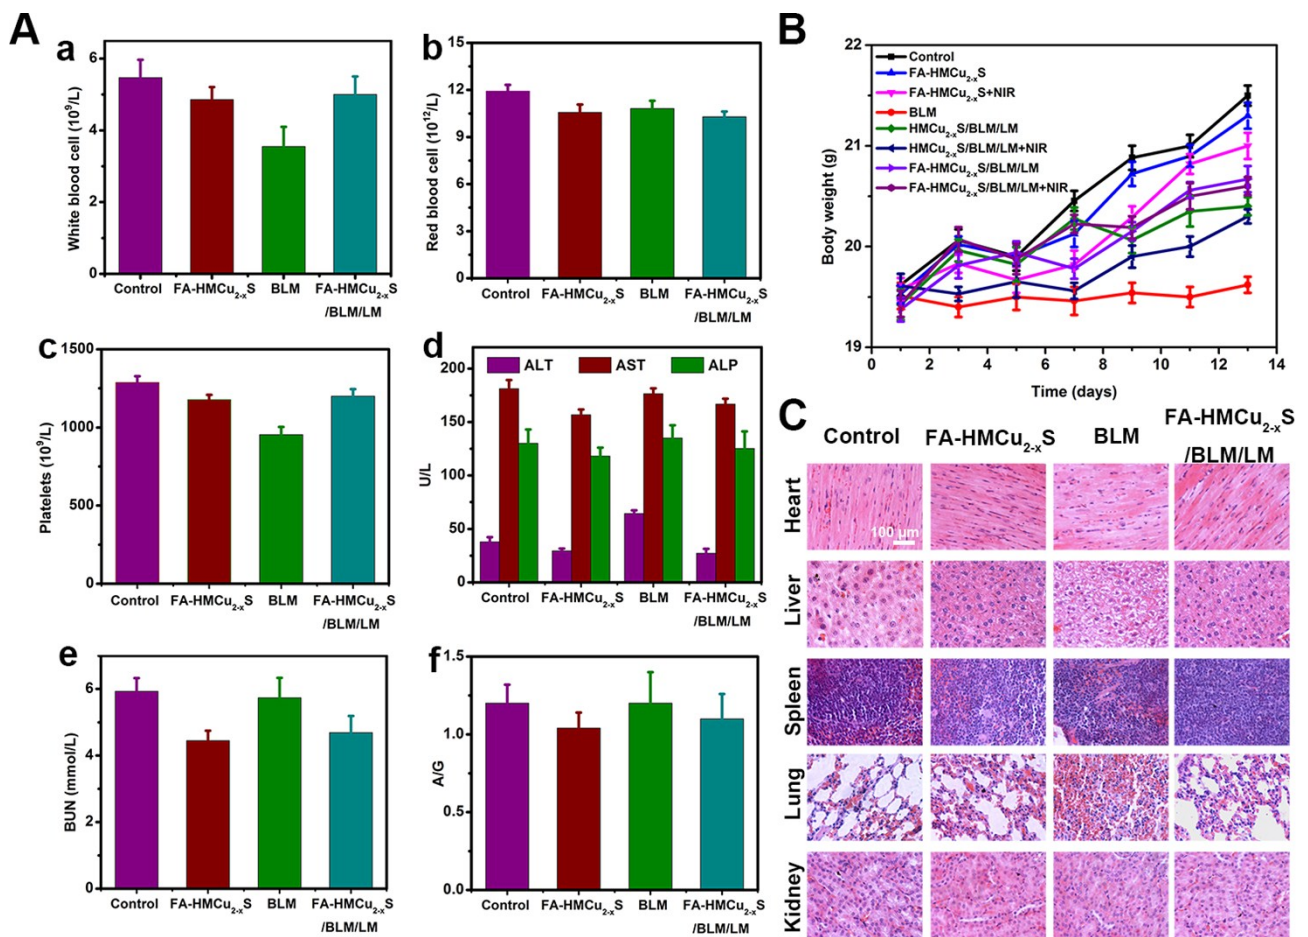 A
a
White blood cell (10⁹/L)
6
4
2
0
Control
FA-HMCu₂₋ₓS
BLM
FA-HMCu₂₋ₓS
/BLM/LM
b
Red blood cell (10¹²/L)
15
12
9
6
3
0
Control
FA-HMCu₂₋ₓS
BLM
FA-HMCu₂₋ₓS
/BLM/LM
c
Platelets (10⁹/L)
1500
1000
500
0
Control
FA-HMCu₂₋ₓS
BLM
FA-HMCu₂₋ₓS
/BLM/LM
d
ALT AST ALP
U/L
200
150
100
50
0
Control
FA-HMCu₂₋ₓS
BLM
FA-HMCu₂₋ₓS
/BLM/LM
e
BUN (mmol/L)
6
4
2
0
Control
FA-HMCu₂₋ₓS
BLM
FA-HMCu₂₋ₓS
/BLM/LM
f
A/G
1.5
1.0
0.5
0.0
Control
FA-HMCu₂₋ₓS
BLM
FA-HMCu₂₋ₓS
/BLM/LM
B
Body weight (g)
22
21
20
19
Control
FA-HMCu₂₋ₓS
FA-HMCu₂₋ₓS+NIR
BLM
HMCu₂₋ₓS/BLM/LM
HMCu₂₋ₓS/BLM/LM+NIR
FA-HMCu₂₋ₓS/BLM/LM
FA-HMCu₂₋ₓS/BLM/LM+NIR
0 2 4 6 8 10 12 14
Time (days)
C
Control
FA-HMCu₂₋ₓS
BLM
FA-HMCu₂₋ₓS
/BLM/LM
Heart
100 μm
Liver
Spleen
Lung
Kidney